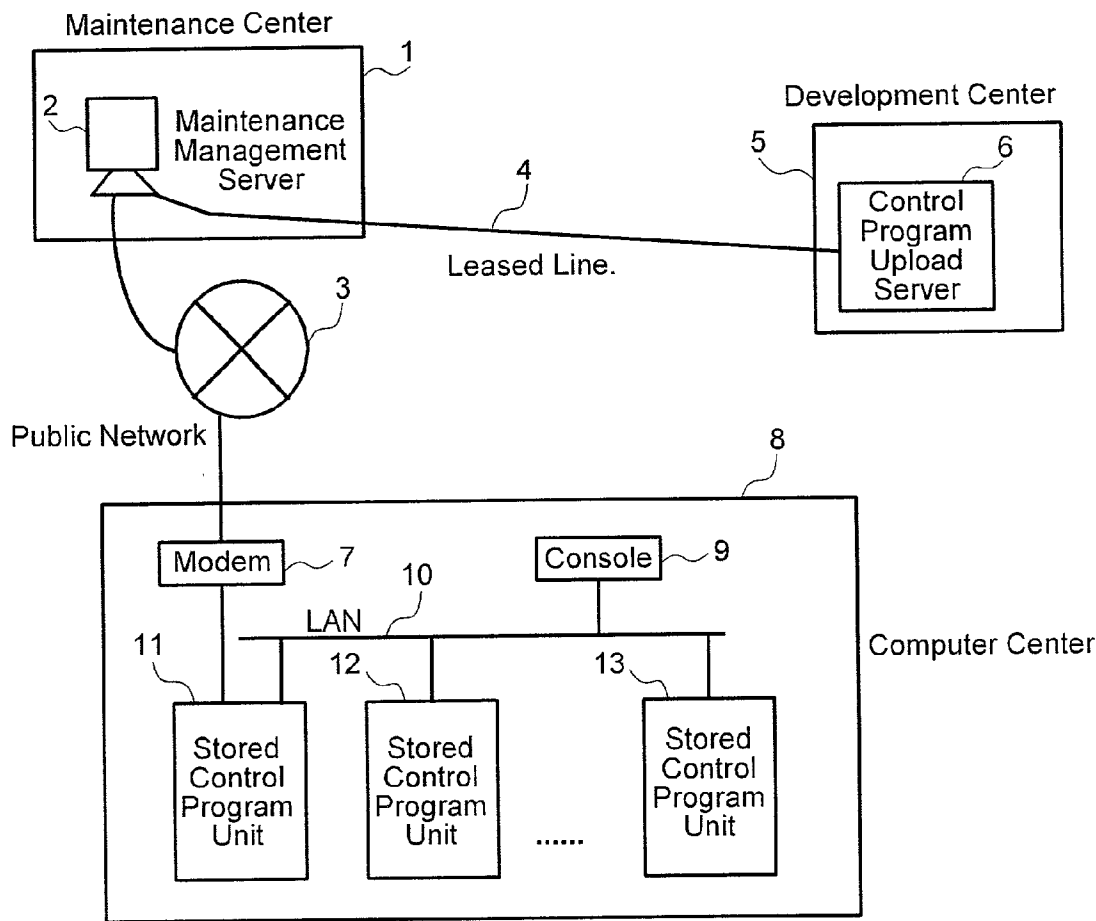 Maintenance Center
1
2
Maintenance
Management
Server
Development Center
5
6
Control
Program
Upload
Server
4
Leased Line.
3
Public Network
8
Modem
7
Console
9
10
LAN
Computer Center
11
12
13
Stored
Control
Program
Unit
Stored
Control
Program
Unit
......
Stored
Control
Program
Unit